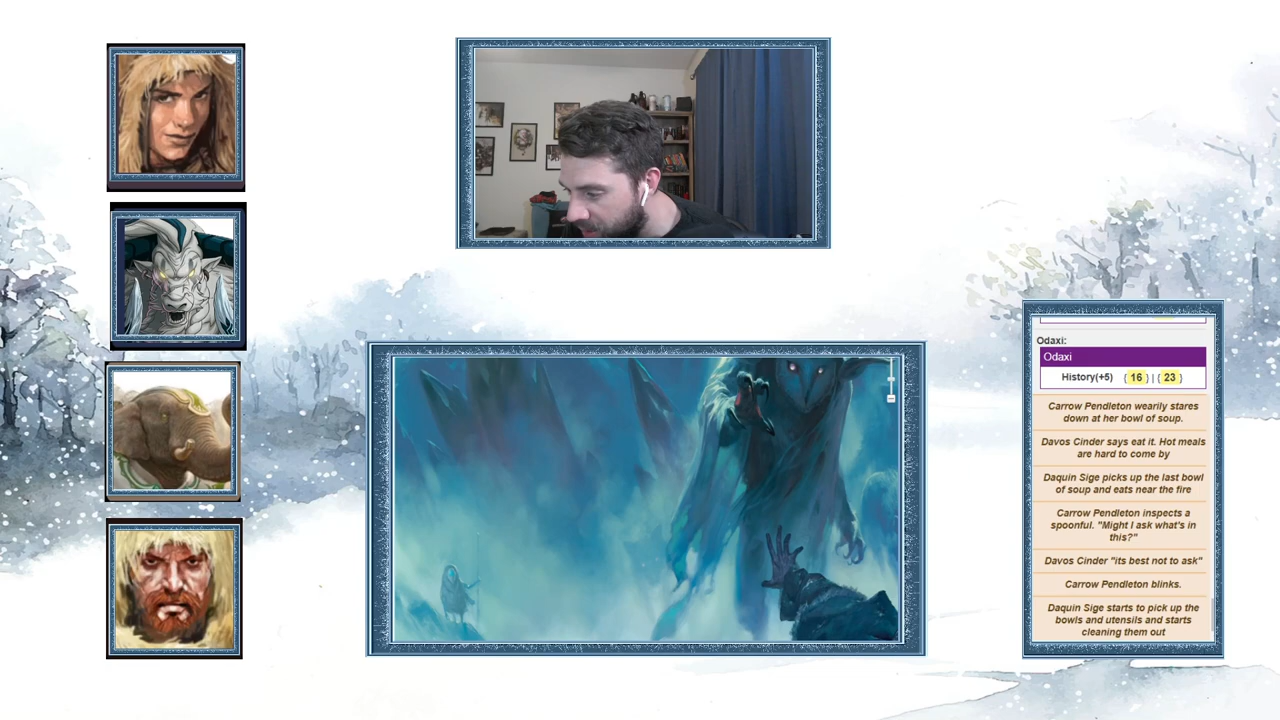 Odaxi:
Odaxi
History(+5) { 16 } | { 23 }
Carrow Pendleton wearily stares
down at her bowl of soup.
Davos Cinder says eat it. Hot meals
are hard to come by
Daquin Sige picks up the last bowl
of soup and eats near the fire
Carrow Pendleton inspects a
spoonful. "Might I ask what's in
this?"
Davos Cinder "its best not to ask"
Carrow Pendleton blinks.
Daquin Sige starts to pick up the
bowls and utensils and starts
cleaning them out